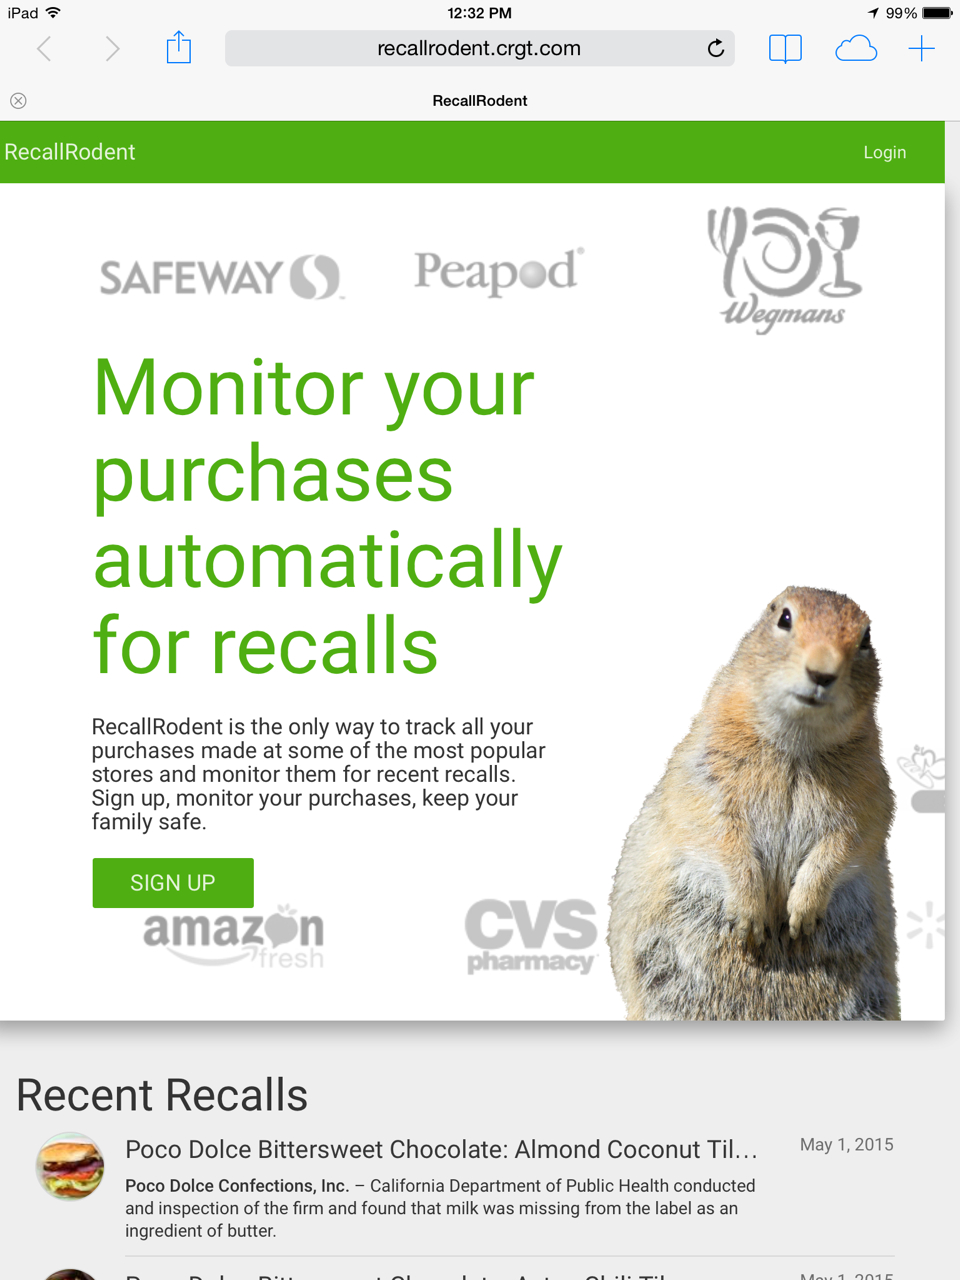 iPad 12:32 PM 99%
recallrodent.crgt.com
RecallRodent
RecallRodent Login
SAFEWAY Peapod® Wegmans
Monitor your
purchases
automatically
for recalls
RecallRodent is the only way to track all your
purchases made at some of the most popular
stores and monitor them for recent recalls.
Sign up, monitor your purchases, keep your
family safe.
SIGN UP
amazon fresh
CVS
pharmacy
Recent Recalls
Poco Dolce Bittersweet Chocolate: Almond Coconut Til... May 1, 2015
Poco Dolce Confections, Inc. – California Department of Public Health conducted
and inspection of the firm and found that milk was missing from the label as an
ingredient of butter.